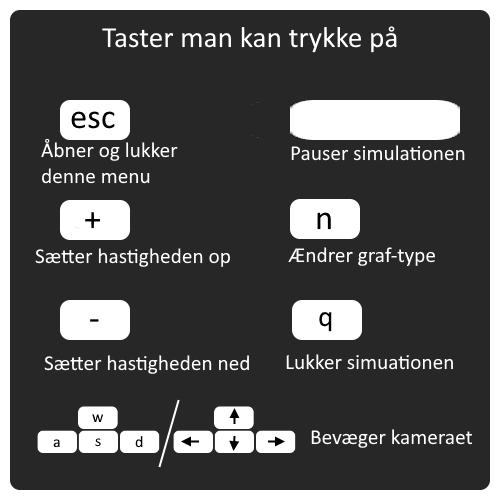 Taster man kan trykke på
esc
Åbner og lukker
denne menu
Pauser simulationen
+
Sætter hastigheden op
n
Ændrer graf-type
-
Sætter hastigheden ned
q
Lukker simuationen
w
a s d
Bevæger kameraet